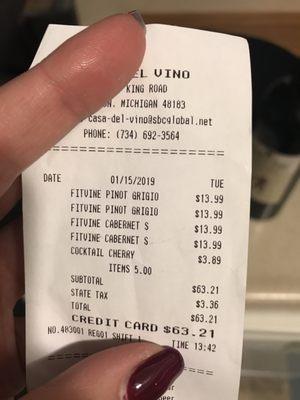 EL VINO
KING ROAD
N, MICHIGAN 48183
casa-del-vino@sbcglobal.net
PHONE: (734) 692-3564
DATE 01/15/2019 TUE
FITVINE PINOT GRIGIO $13.99
FITVINE PINOT GRIGIO $13.99
FITVINE CABERNET S $13.99
FITVINE CABERNET S $13.99
COCKTAIL CHERRY $3.89
ITEMS 5.00
SUBTOTAL $63.21
STATE TAX $3.36
TOTAL $63.21
CREDIT CARD $63.21
NO.483001 REG01 SHIFT 1 TIME 13:42